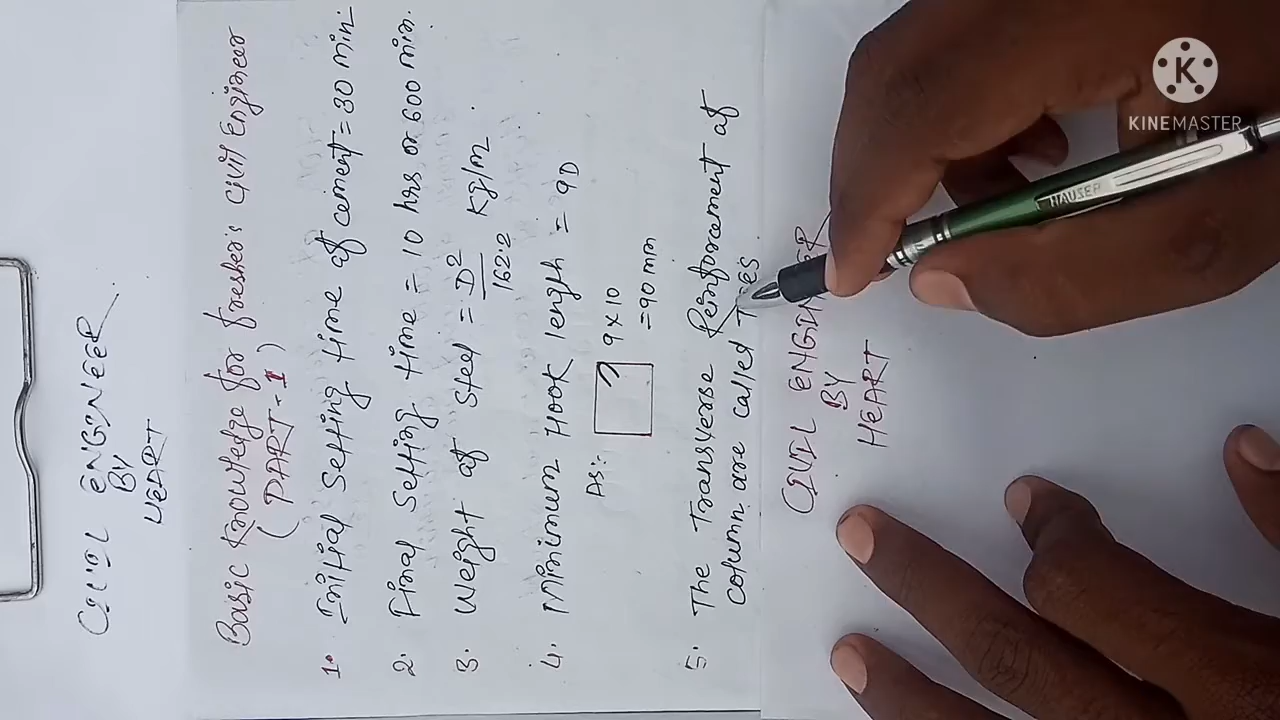 CIVIL ENGINEER
BY
HEART
Basic Knowledge for fresher's civil Engineer
(PART-1)
1. Initial Setting time of cement = 30 min.
2. Final Setting time = 10 hrs or 600 min.
3. Weight of Steel = D²/162.2 Kg/m.
4. Minimum Hook length = 9D
As:- 9 x 10
= 90 mm
5. The Transverse Reinforcement of
column are called Ties
CIVIL ENGINEER
BY
HEART
HAUSER
K
KINEMASTER